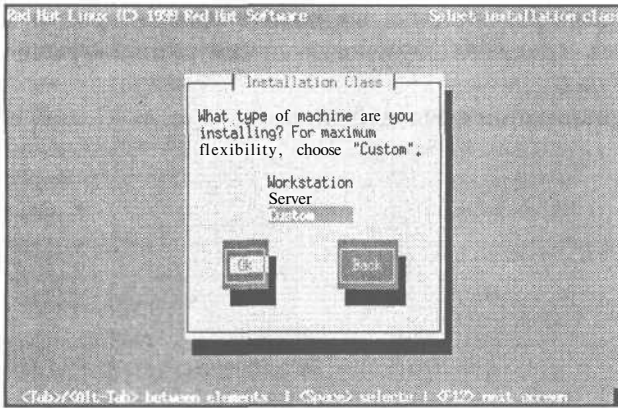 Red Hat Linux (C) 1999 Red Hat Software
Select installation class
Installation Class
What type of machine are you
installing? For maximum
flexibility, choose "Custom".
Workstation
Server
Custom
Ok
Back
<Tab>/<Alt-Tab> between elements | <Space> selects | <F12> next screen